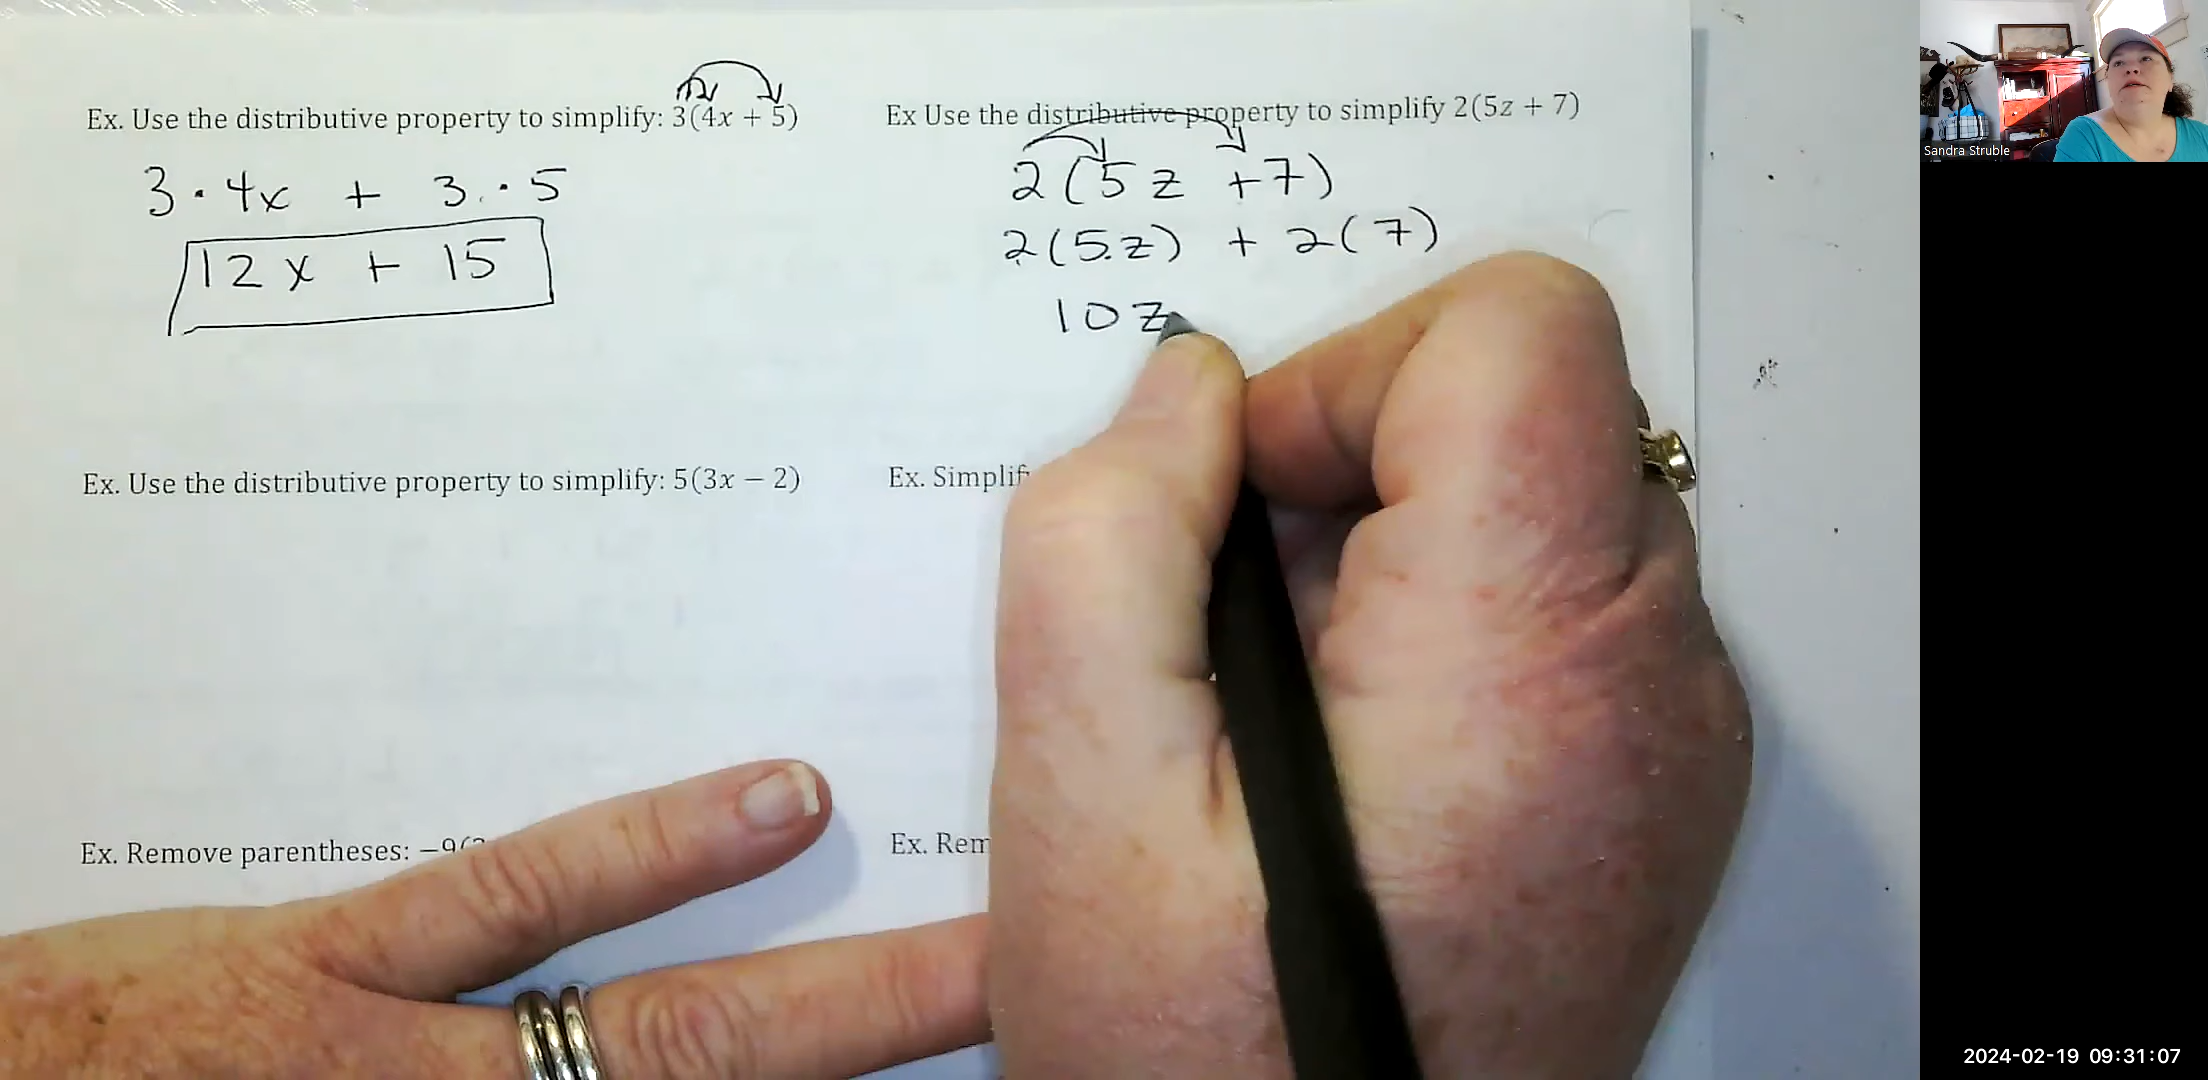 Ex. Use the distributive property to simplify: 3(4x + 5)
3 · 4x + 3 · 5
12x + 15
Ex Use the distributive property to simplify 2(5z + 7)
2(5z + 7)
2(5z) + 2(7)
10z
Ex. Use the distributive property to simplify: 5(3x − 2)
Ex. Simplif
Ex. Remove parentheses: −9(
Ex. Rem
Sandra Struble
2024-02-19 09:31:07